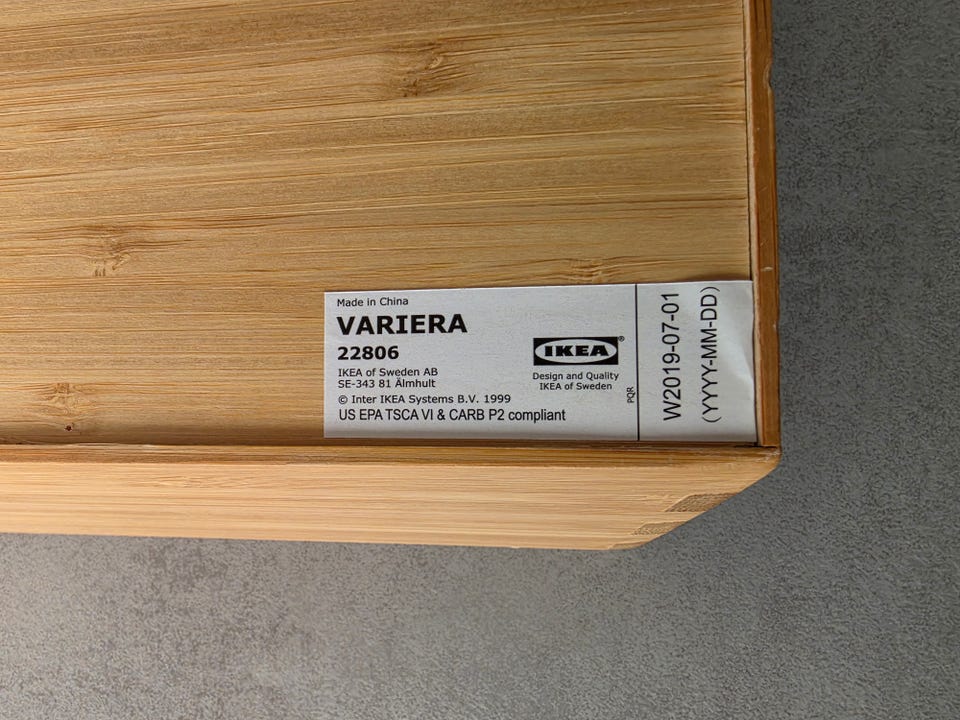 Made in China
VARIERA
22806
IKEA of Sweden AB
SE-343 81 Älmhult
© Inter IKEA Systems B.V. 1999
US EPA TSCA VI & CARB P2 compliant
IKEA®
Design and Quality
IKEA of Sweden
PQR
W2019-07-01
(YYYY-MM-DD)